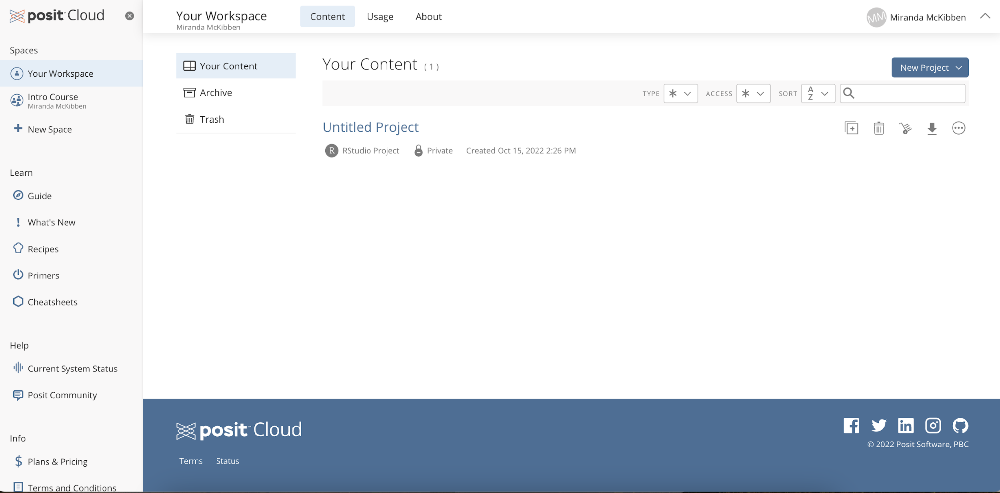 posit™ Cloud
Spaces
Your Workspace
Intro Course
Miranda McKibben
New Space
Learn
Guide
What's New
Recipes
Primers
Cheatsheets
Help
Current System Status
Posit Community
Info
Plans & Pricing
Terms and Conditions
Your Workspace
Miranda McKibben
Content
Usage
About
MM
Miranda McKibben
Your Content
Archive
Trash
Your Content (1)
New Project
TYPE * ACCESS * SORT A Z
Untitled Project
R RStudio Project Private Created Oct 15, 2022 2:26 PM
posit™ Cloud
Terms Status
© 2022 Posit Software, PBC